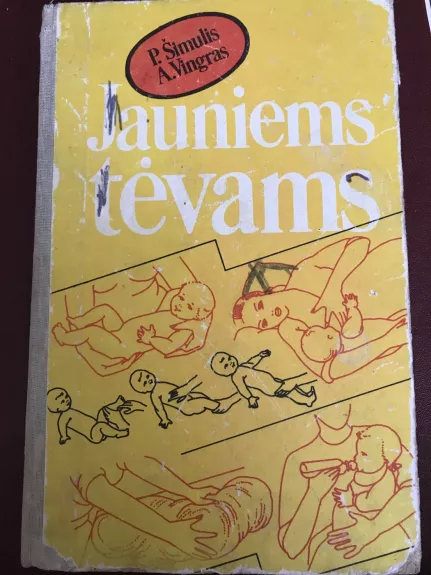 P. Šimulis
A. Vingras
Jauniems
tėvams